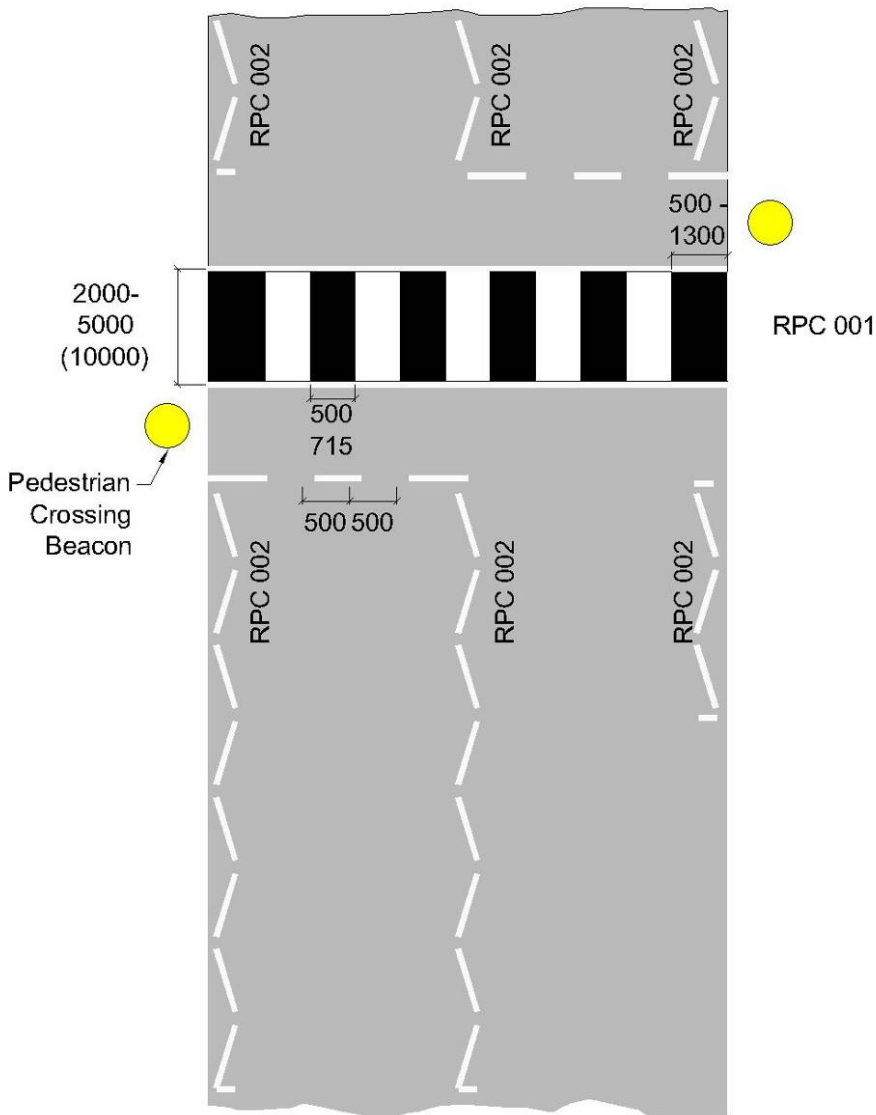 RPC 002
RPC 002
RPC 002
500 -
1300
2000-
5000
(10000)
RPC 001
500
715
Pedestrian
Crossing
Beacon
500 500
RPC 002
RPC 002
RPC 002